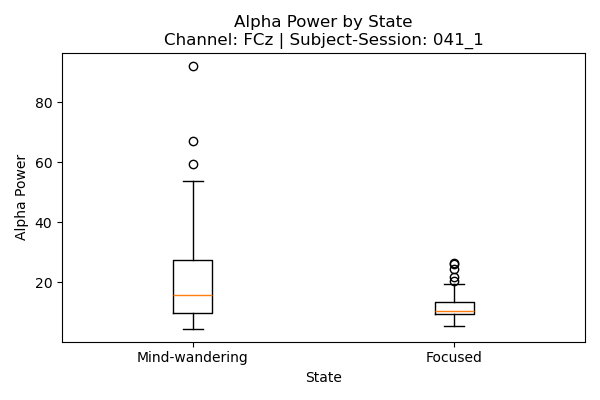 Alpha Power by State
Channel: FCz | Subject-Session: 041_1
Alpha Power
80
60
40
20
Mind-wandering
Focused
State